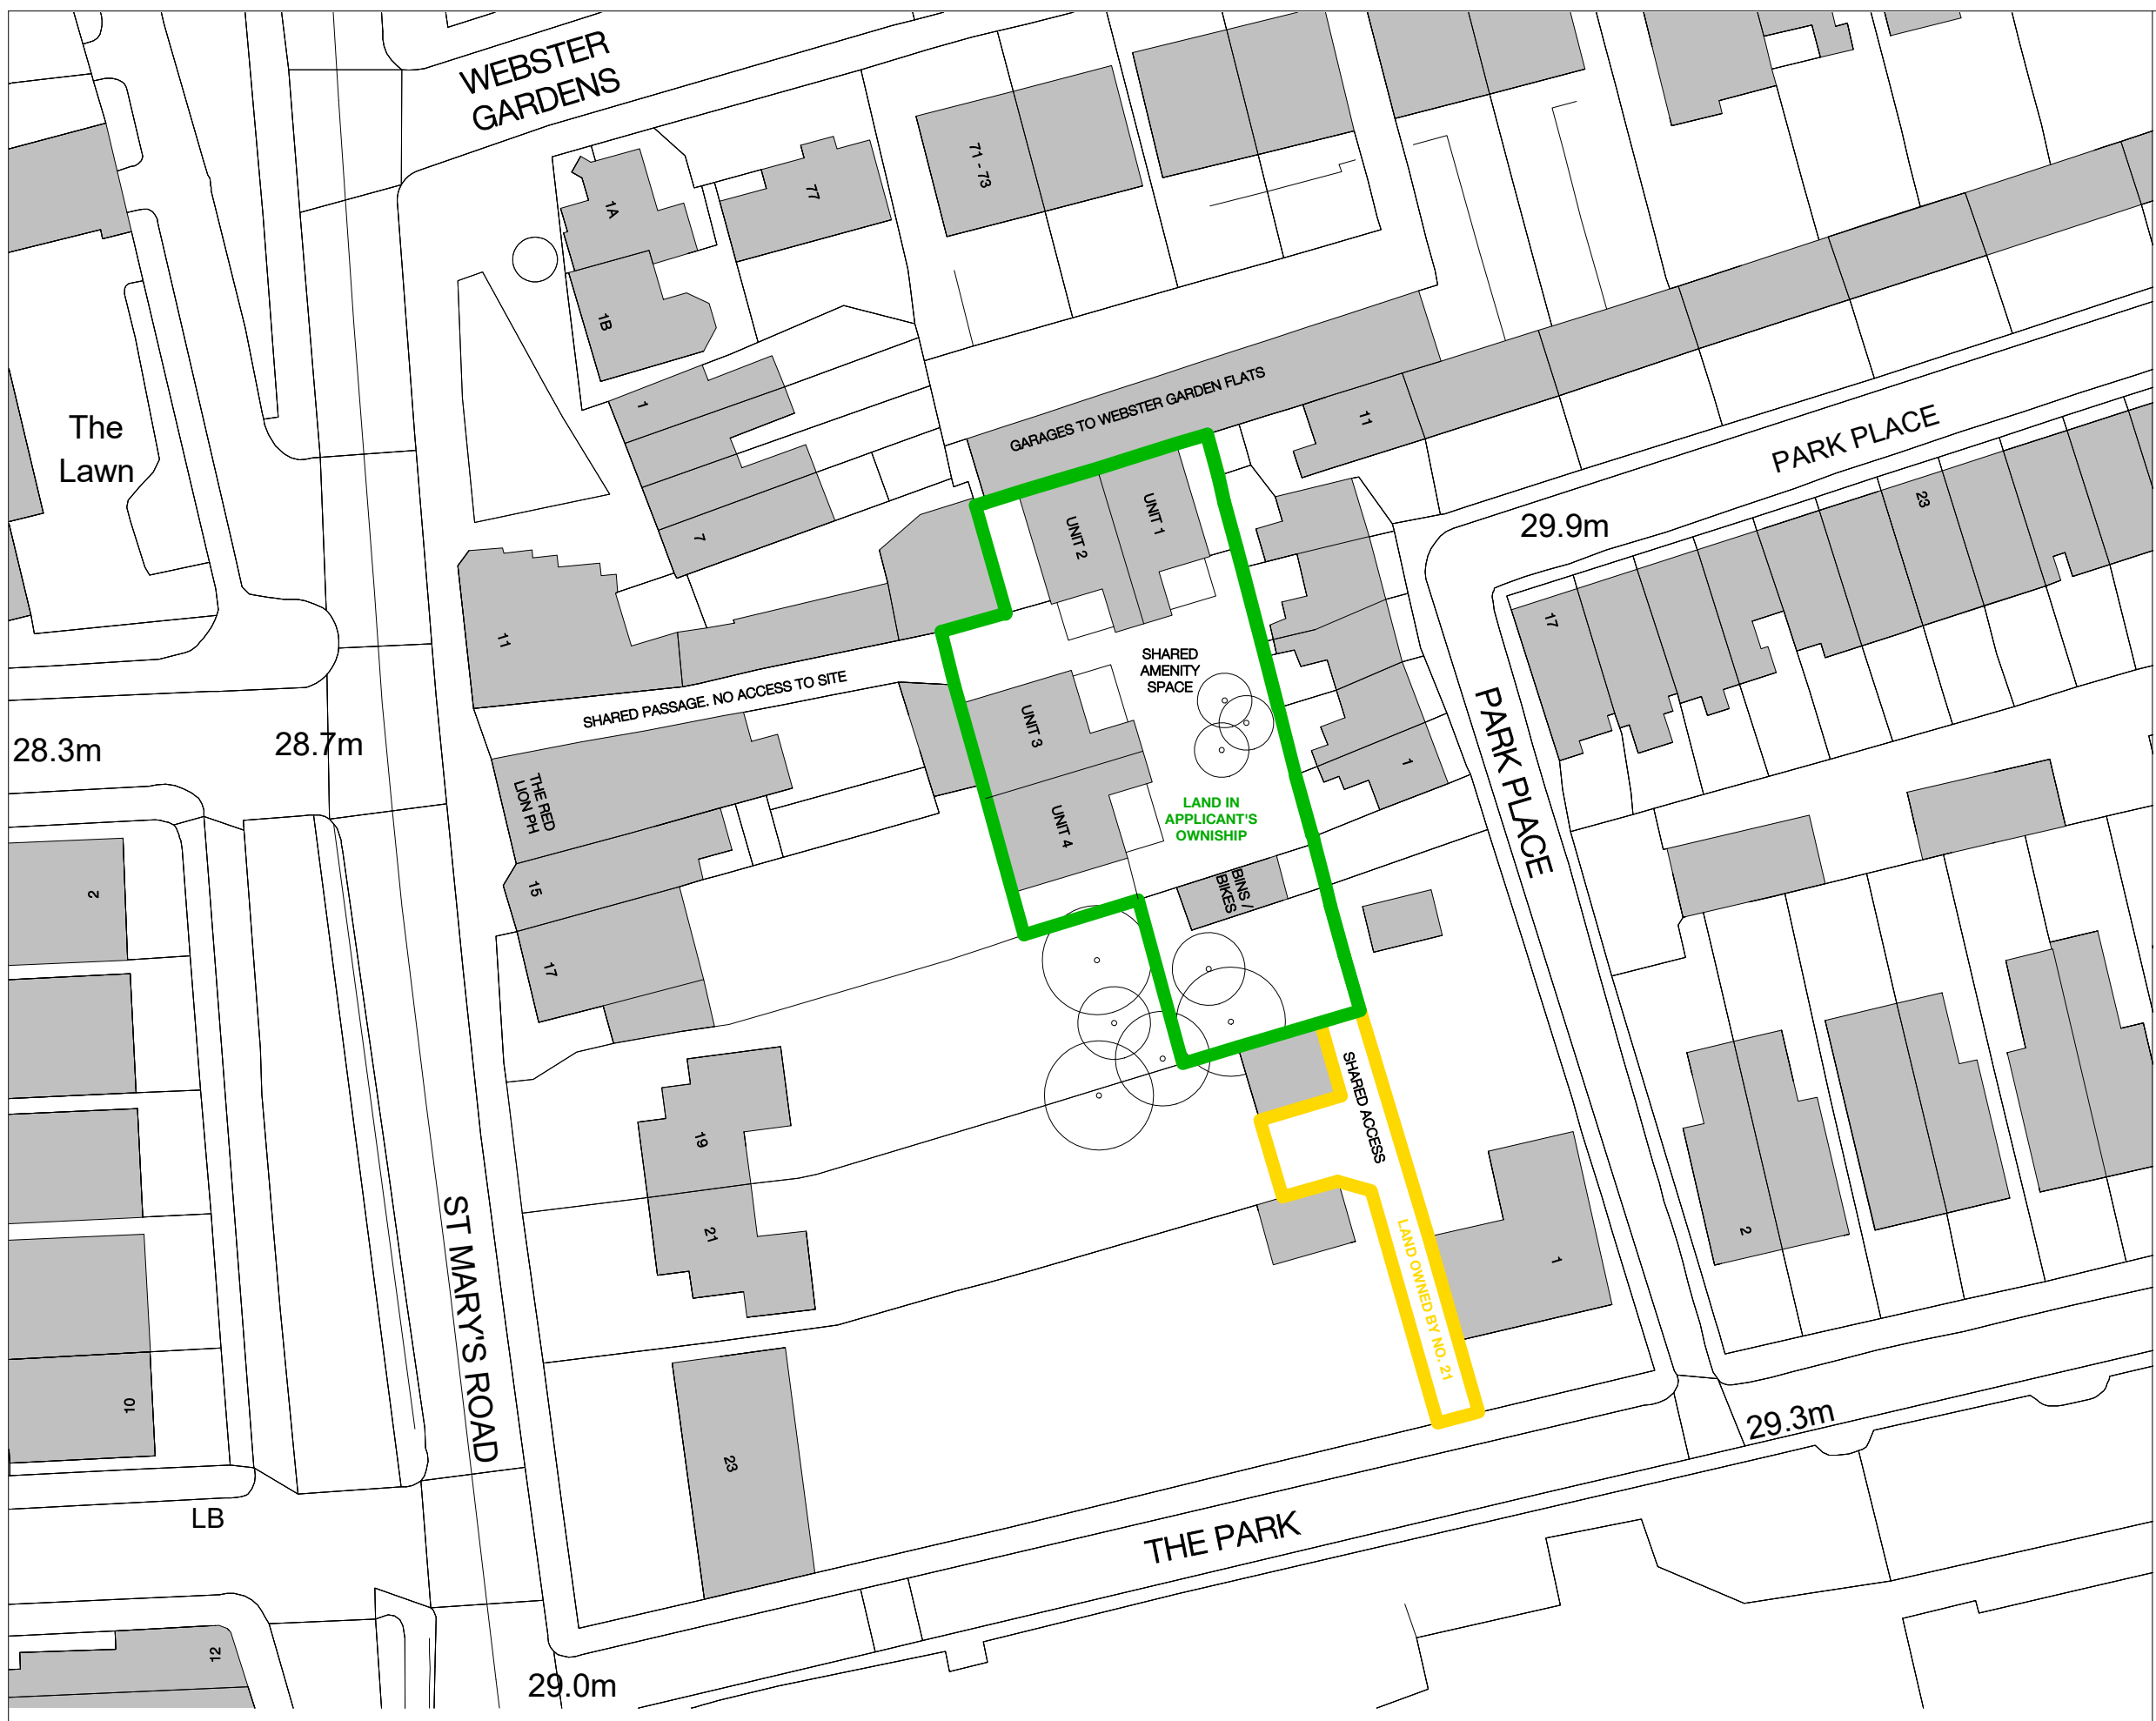 WEBSTER
GARDENS
1A
77
71 - 73
1B
1
GARAGES TO WEBSTER GARDEN FLATS
11
PARK PLACE
The
Lawn
7
UNIT 2
UNIT 1
23
29.9m
11
17
SHARED
AMENITY
SPACE
SHARED PASSAGE. NO ACCESS TO SITE
UNIT 3
PARK PLACE
28.3m
28.7m
1
THE RED
LION PH
UNIT 4
LAND IN
APPLICANT'S
OWNISHIP
2
15
BINS /
BIKES
17
SHARED ACCESS
19
21
ST MARY'S ROAD
LAND OWNED BY NO. 21
1
2
10
23
29.3m
LB
THE PARK
12
29.0m